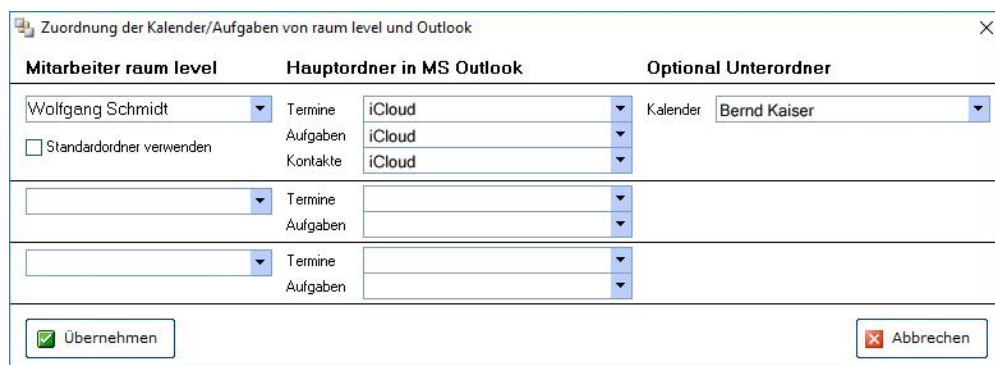 Zuordnung der Kalender/Aufgaben von raum level und Outlook
Mitarbeiter raum level Hauptordner in MS Outlook Optional Unterordner
Wolfgang Schmidt Termine iCloud Kalender Bernd Kaiser
Aufgaben iCloud
Standardordner verwenden
Kontakte iCloud
Termine
Aufgaben
Termine
Aufgaben
Übernehmen Abbrechen